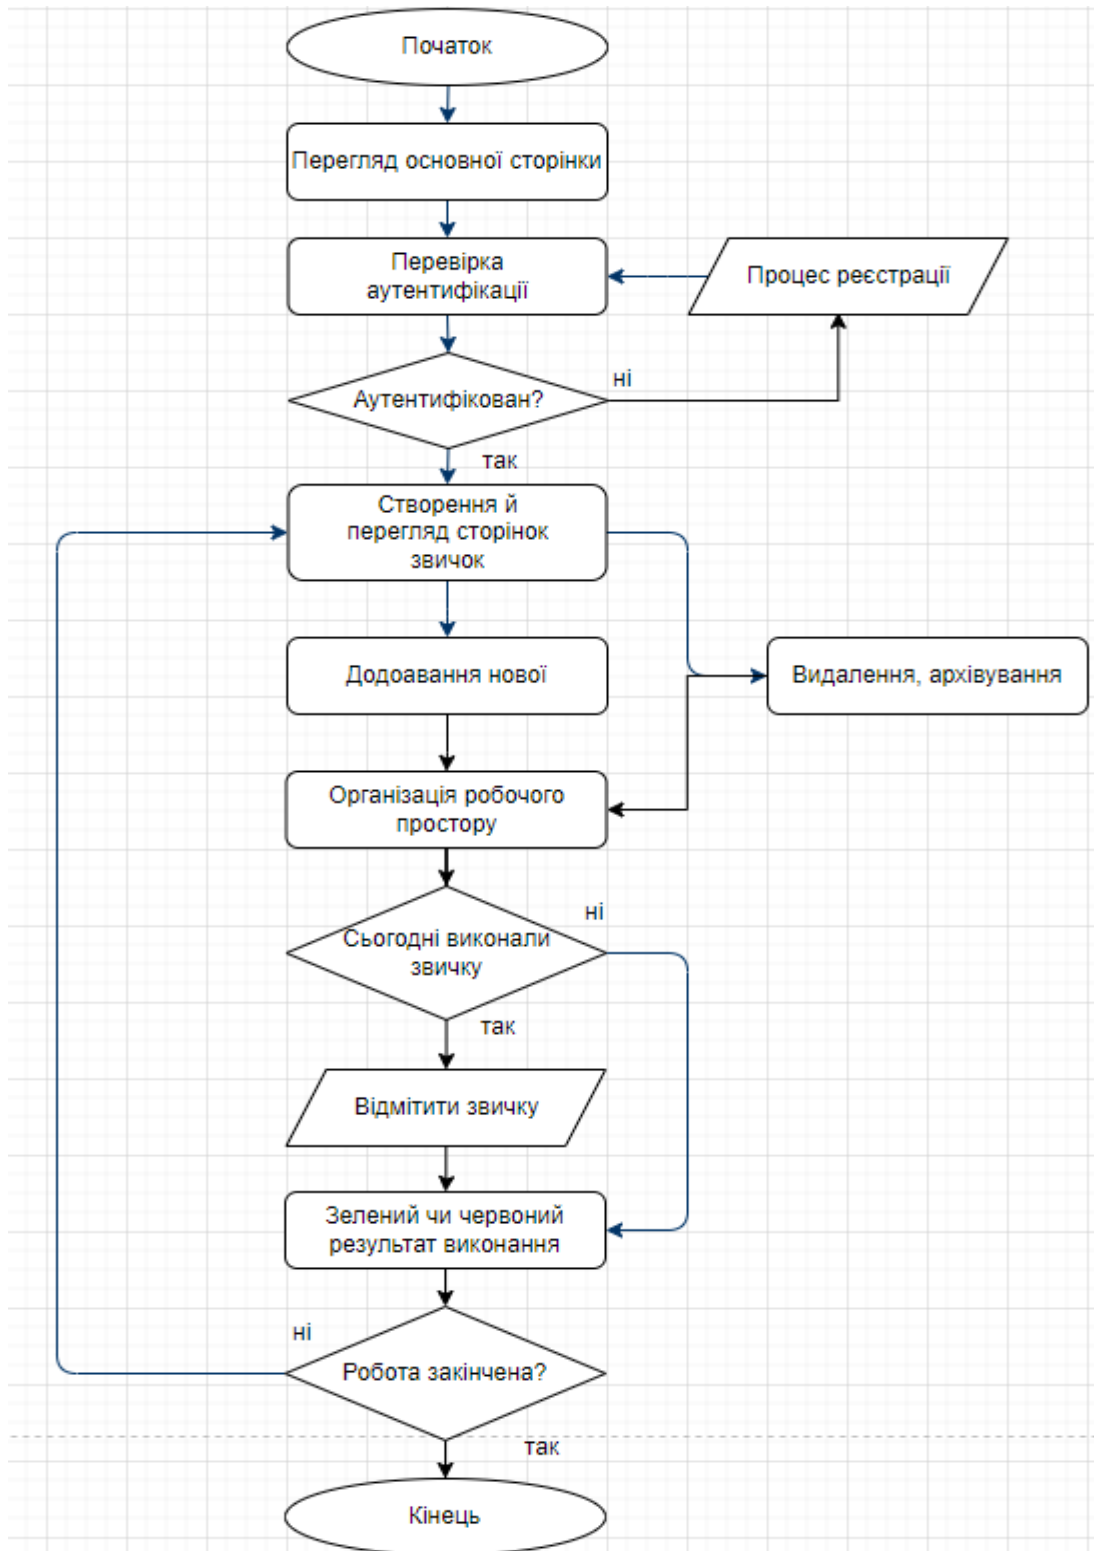 Початок
Перегляд основної сторінки
Перевірка
аутентифікації
Процес реєстрації
ні
Аутентифікован?
так
Створення й
перегляд сторінок
звичок
Додоавання нової
Видалення, архівування
Організація робочого
простору
ні
Сьогодні виконали
звичку
так
Відмітити звичку
Зелений чи червоний
результат виконання
ні
Робота закінчена?
так
Кінець